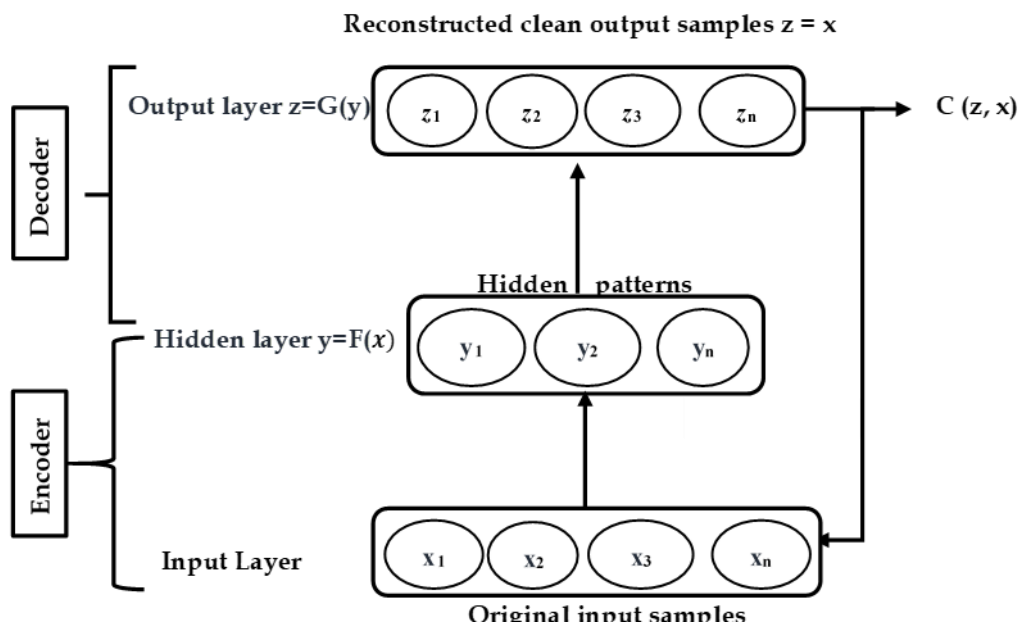 Reconstructed clean output samples z = x
Output layer z=G(y)
z1 z2 z3 zn
C (z, x)
Decoder
Hidden patterns
Hidden layer y=F(x)
y1 y2 yn
Encoder
Input Layer
x1 x2 x3 xn
Original input samples